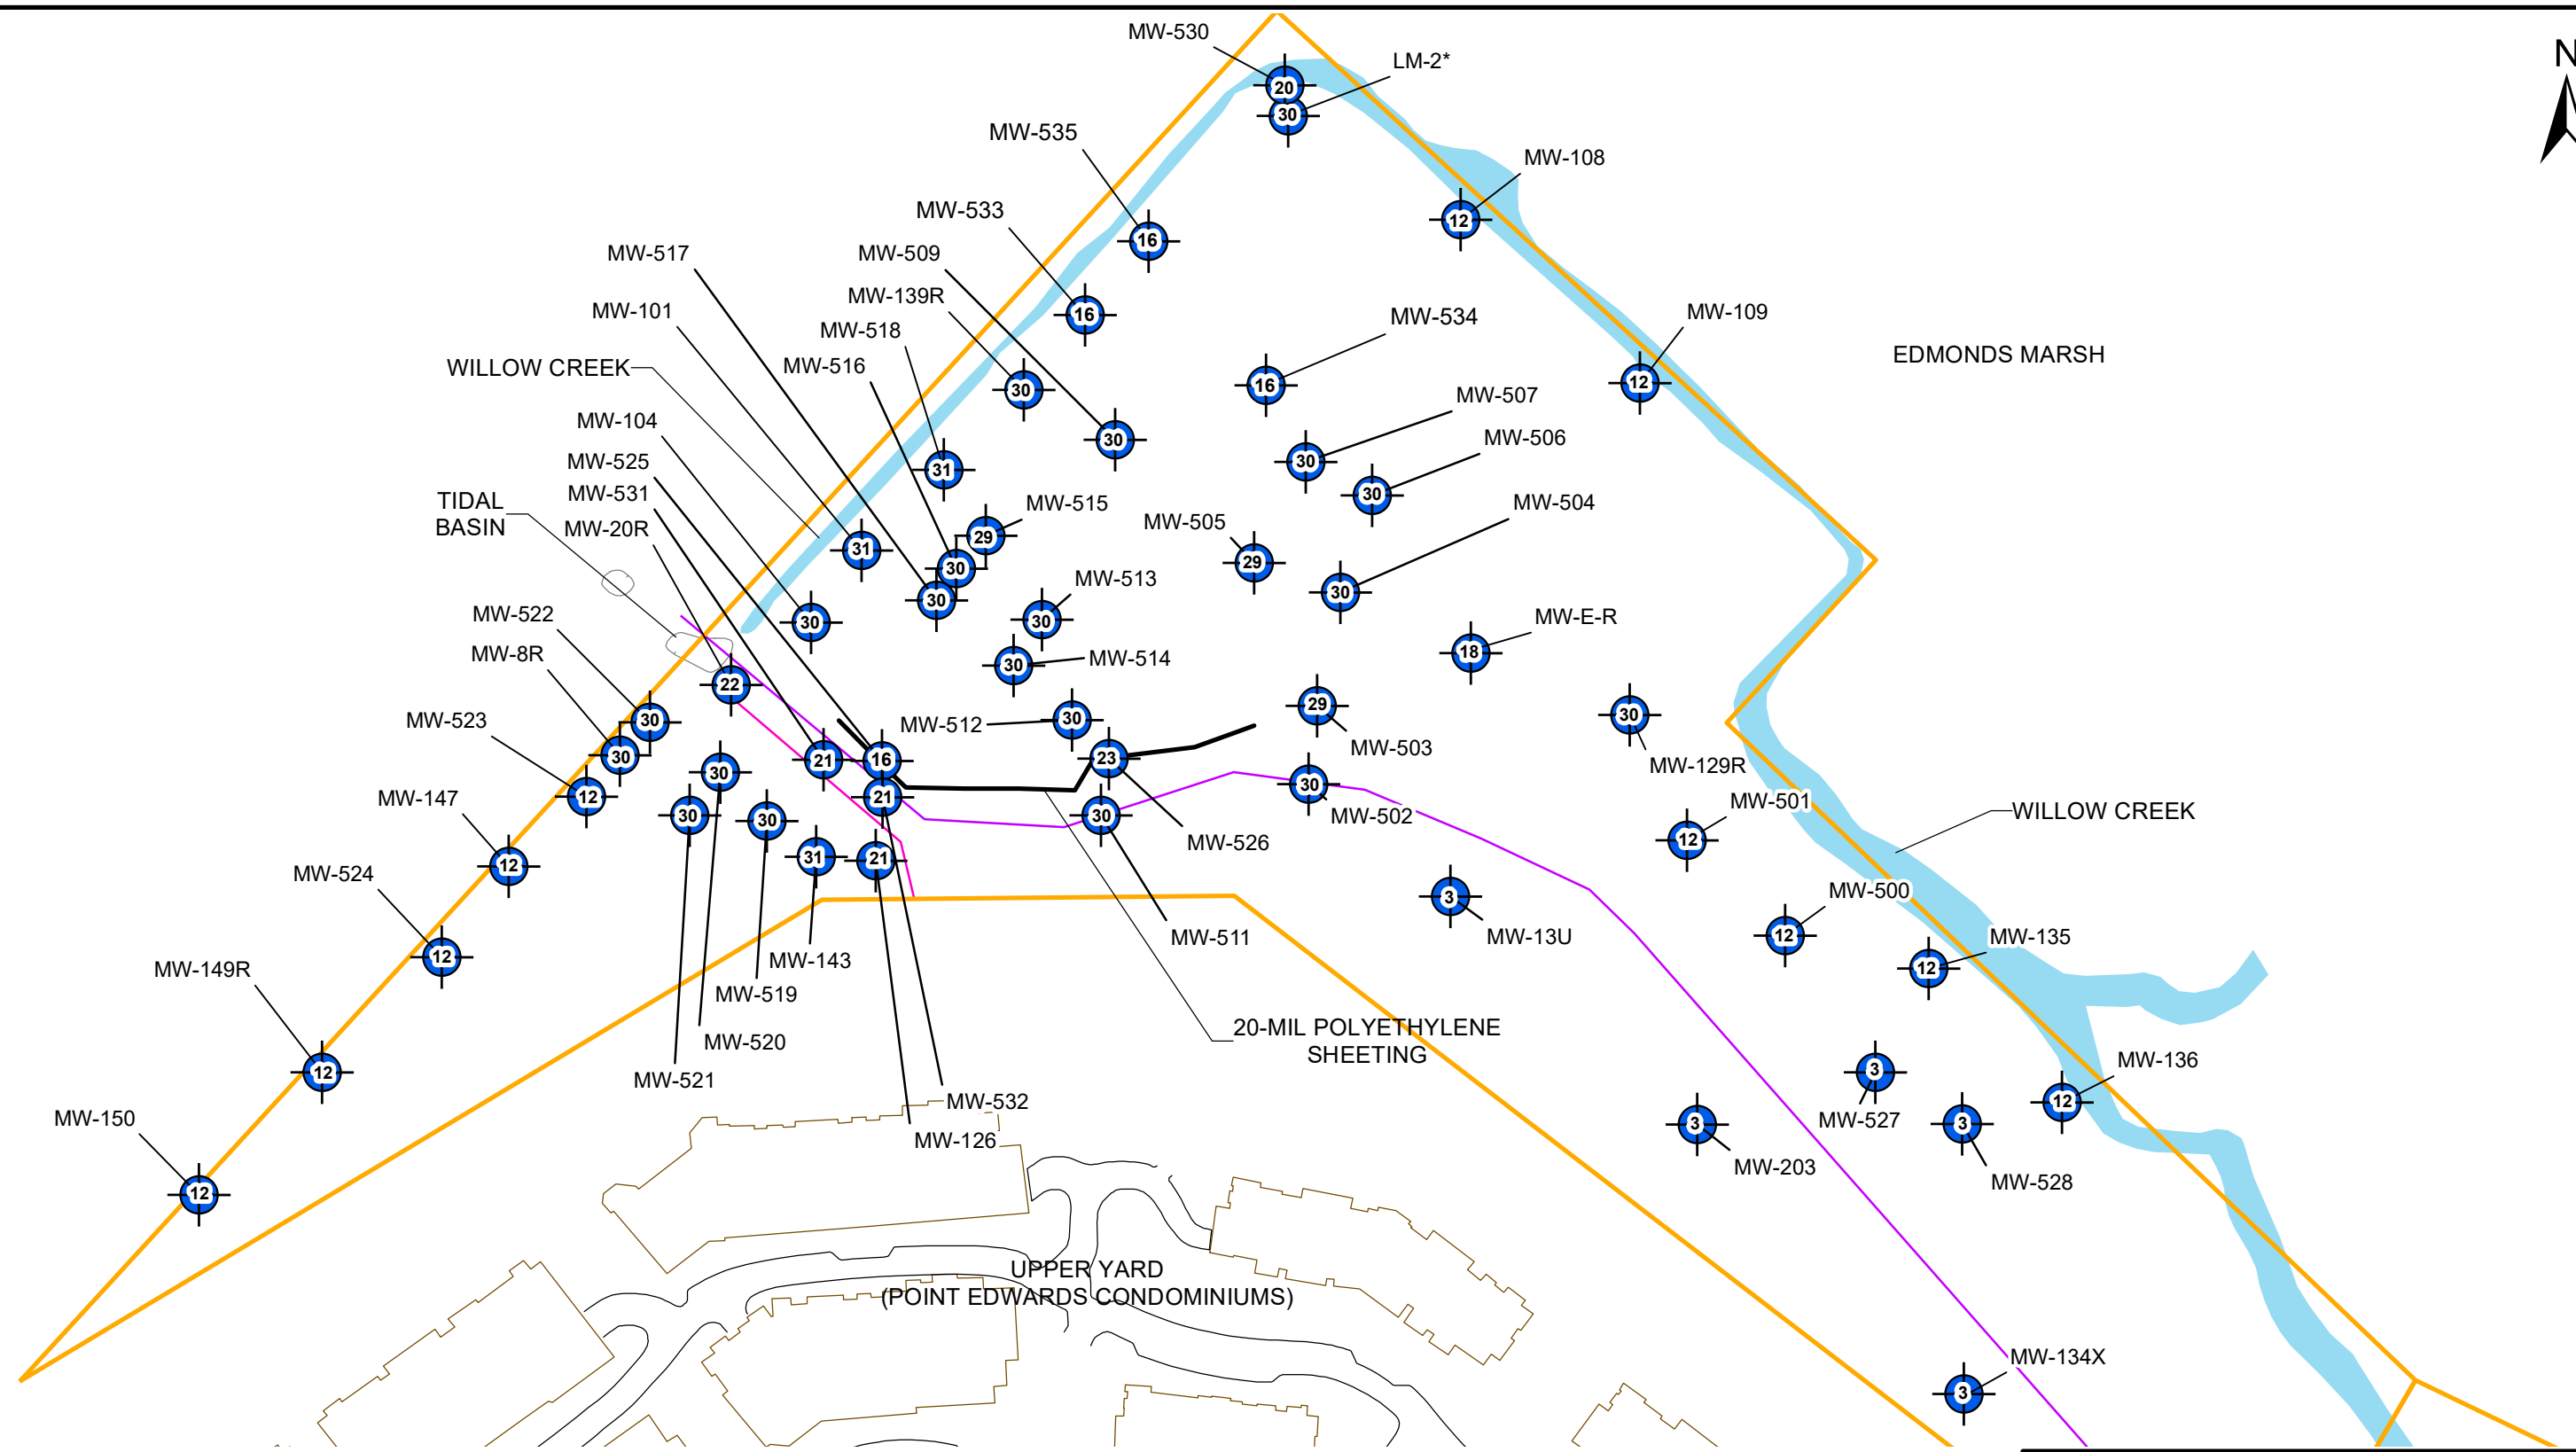 MW-530
N
LM-2*
20
30
MW-535
MW-108
MW-533
12
16
MW-517
MW-509
MW-139R
MW-101
16
MW-534
MW-109
MW-518
EDMONDS MARSH
WILLOW CREEK
MW-516
30
16
12
MW-507
MW-104
30
MW-506
MW-525
31
30
MW-531
30
TIDAL
BASIN
MW-20R
MW-515
MW-505
MW-504
31
29
29
30
30
MW-513
30
MW-522
30
30
MW-E-R
MW-8R
30
MW-514
18
22
MW-523
30
MW-512
30
29
30
MW-503
30
21
16
23
MW-129R
12
30
MW-147
21
30
MW-502
MW-501
WILLOW CREEK
30
30
30
MW-526
12
12
31
21
MW-524
3
MW-500
MW-511
MW-13U
12
MW-135
12
MW-143
12
MW-149R
MW-519
20-MIL POLYETHYLENE
SHEETING
MW-520
MW-136
12
MW-521
3
MW-532
12
MW-150
MW-527
3
3
MW-126
MW-203
MW-528
12
UPPER YARD
(POINT EDWARDS CONDOMINIUMS)
MW-134X
3